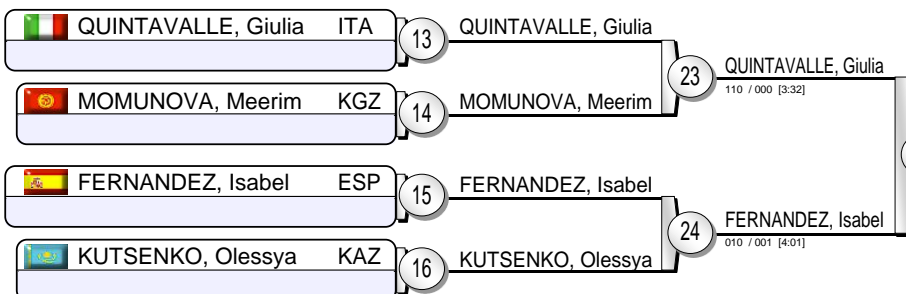 QUINTAVALLE, Giulia ITA
13
QUINTAVALLE, Giulia
23
QUINTAVALLE, Giulia
110 / 000 [3:32]
MOMUNOVA, Meerim KGZ
14
MOMUNOVA, Meerim
FERNANDEZ, Isabel ESP
15
FERNANDEZ, Isabel
24
FERNANDEZ, Isabel
010 / 001 [4:01]
KUTSENKO, Olessya KAZ
16
KUTSENKO, Olessya